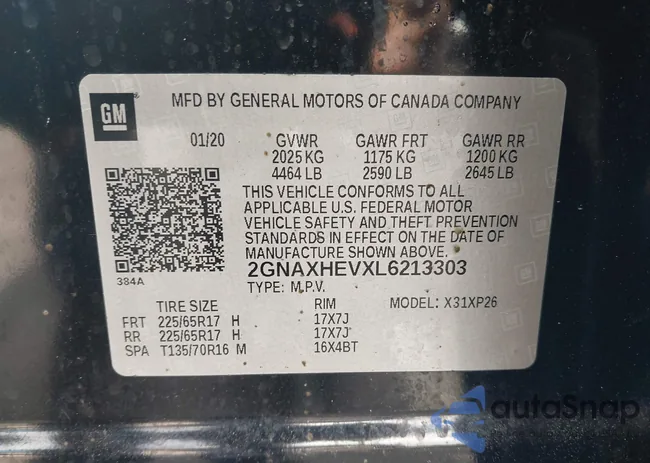 GM
MFD BY GENERAL MOTORS OF CANADA COMPANY
01/20 GVWR GAWR FRT GAWR RR
2025 KG 1175 KG 1200 KG
4464 LB 2590 LB 2645 LB
THIS VEHICLE CONFORMS TO ALL
APPLICABLE U.S. FEDERAL MOTOR
VEHICLE SAFETY AND THEFT PREVENTION
STANDARDS IN EFFECT ON THE DATE OF
MANUFACTURE SHOWN ABOVE.
2GNAXHEVXL6213303
384A
TYPE: M.P.V.
TIRE SIZE RIM MODEL: X31XP26
FRT 225/65R17 H 17X7J
RR 225/65R17 H 17X7J
SPA T135/70R16 M 16X4BT
autoSnap